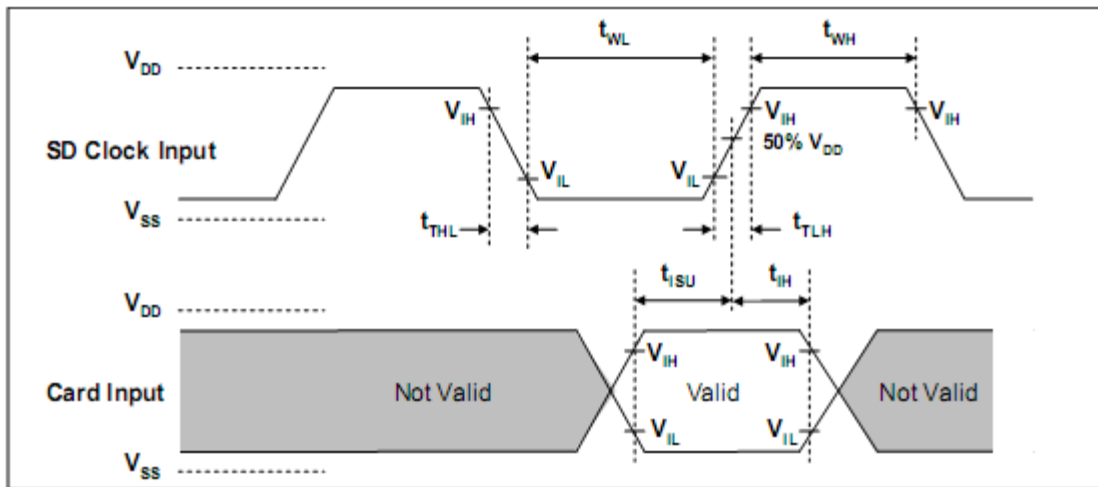 t_WL t_WH
V_DD
V_IH V_IH V_IH
50% V_DD
SD Clock Input
V_IL V_IL
V_SS
t_THL t_TLH
t_ISU t_IH
V_DD
V_IH V_IH
Card Input Not Valid Valid Not Valid
V_IL V_IL
V_SS